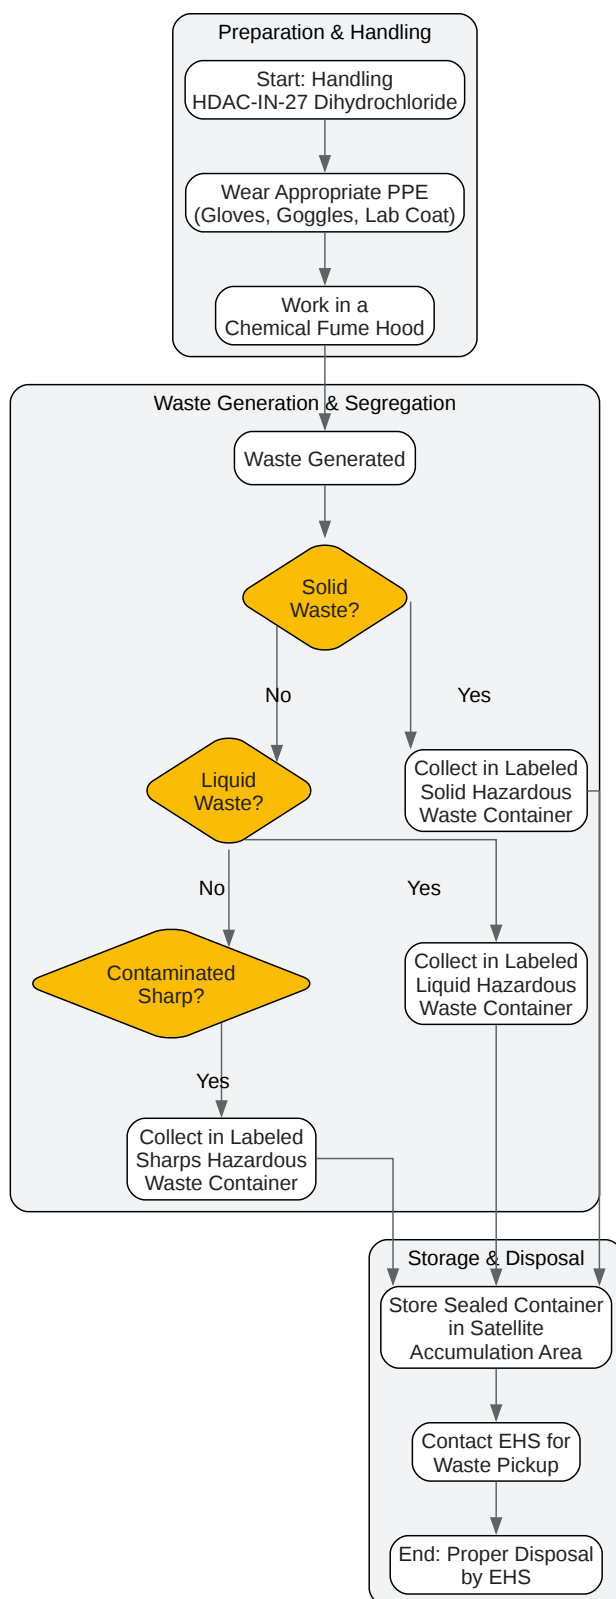 Preparation & Handling
Start: Handling
HDAC-IN-27 Dihydrochloride
Wear Appropriate PPE
(Gloves, Goggles, Lab Coat)
Work in a
Chemical Fume Hood
Waste Generation & Segregation
Waste Generated
Solid
Waste?
No
Yes
Liquid
Waste?
Collect in Labeled
Solid Hazardous
Waste Container
No
Yes
Contaminated
Sharp?
Collect in Labeled
Liquid Hazardous
Waste Container
Yes
Collect in Labeled
Sharps Hazardous
Waste Container
Storage & Disposal
Store Sealed Container
in Satellite
Accumulation Area
Contact EHS for
Waste Pickup
End: Proper Disposal
by EHS